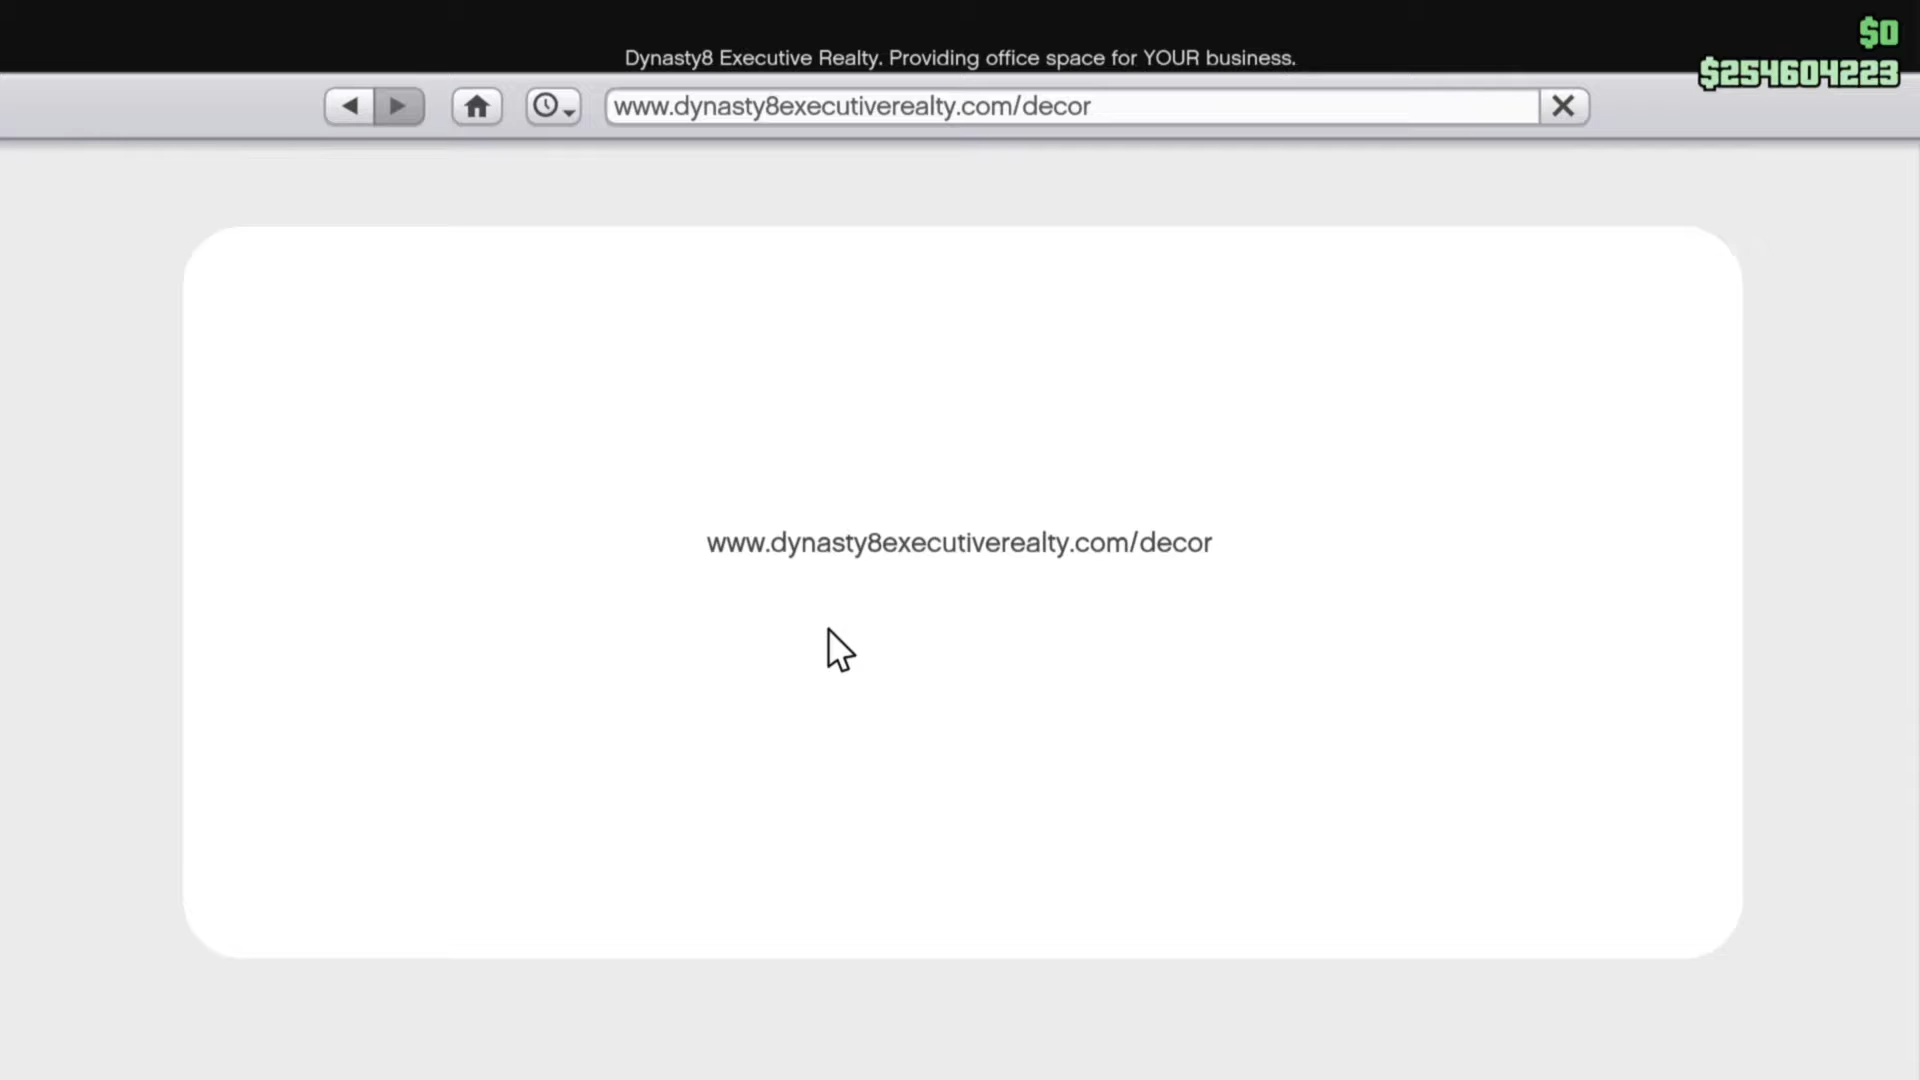 $0
Dynasty8 Executive Realty. Providing office space for YOUR business.
$254604223
www.dynasty8executiverealty.com/decor
www.dynasty8executiverealty.com/decor